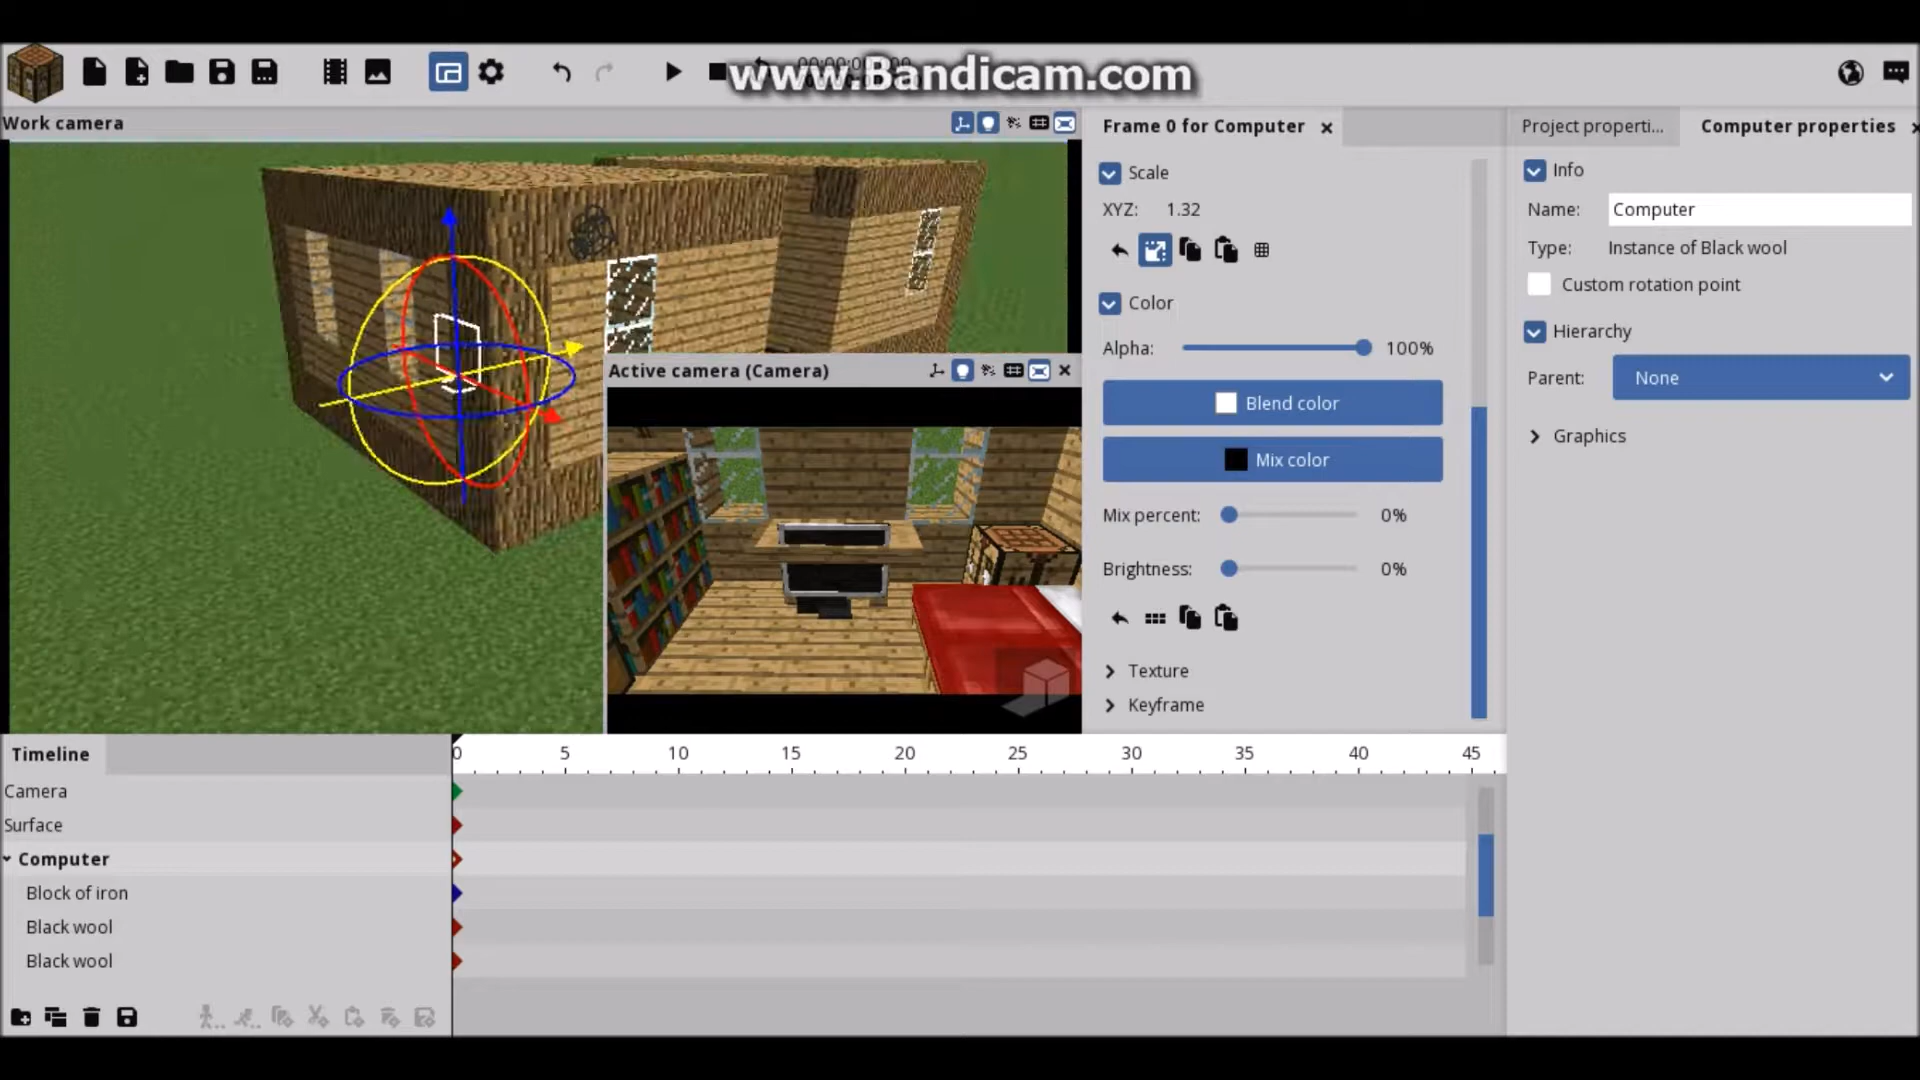 www.Bandicam.com
Work camera
Frame 0 for Computer
Project properti...
Computer properties
Scale
XYZ: 1.32
Color
Alpha: 100%
Blend color
Mix color
Mix percent: 0%
Brightness: 0%
Texture
Keyframe
Info
Name: Computer
Type: Instance of Black wool
Custom rotation point
Hierarchy
Parent: None
Graphics
Active camera (Camera)
Timeline
0 5 10 15 20 25 30 35 40 45
Camera
Surface
Computer
Block of iron
Black wool
Black wool